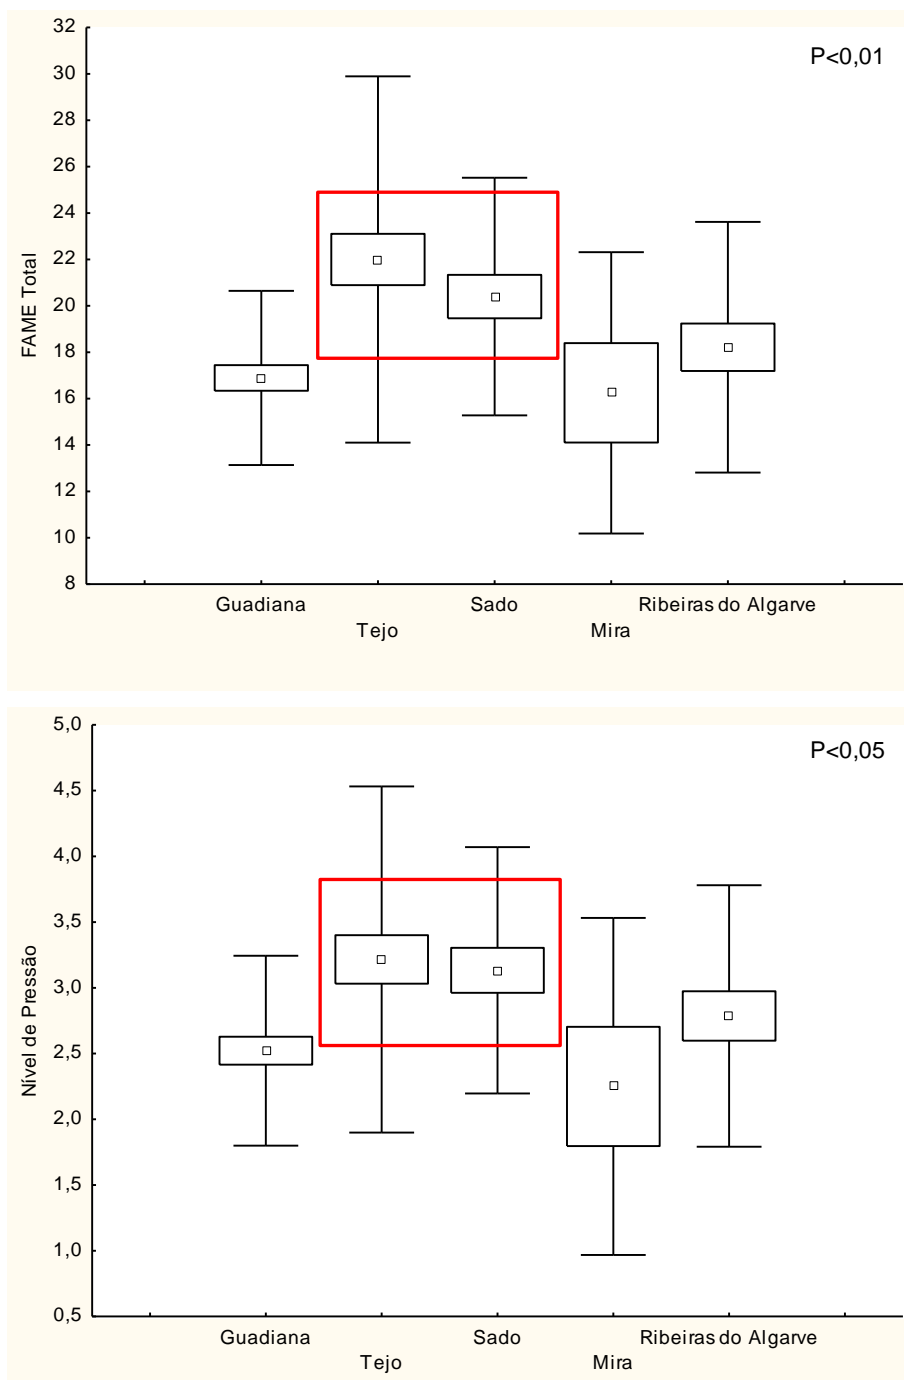 32
P<0,01
30
28
26
24
22
20
18
16
14
12
10
8
FAME Total
Guadiana
Sado
Ribeiras do Algarve
Tejo
Mira
5,0
P<0,05
4,5
4,0
3,5
3,0
2,5
2,0
1,5
1,0
0,5
Nível de Pressão
Guadiana
Sado
Ribeiras do Algarve
Tejo
Mira